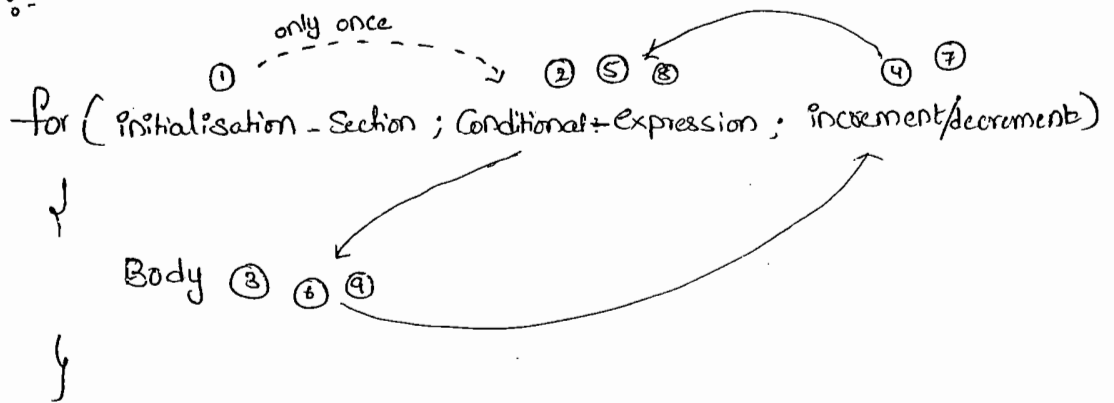 :-
only once
① ② ⑤ ⑧ ④ ⑦
for ( initialisation - Section ; Conditional - expression ; increment/decrement )
{
Body ③ ⑥ ⑨
}